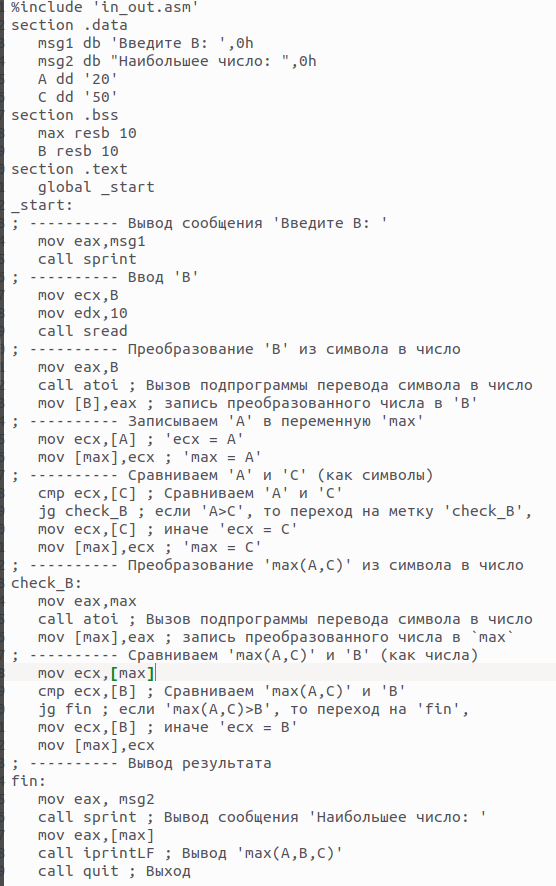 %include 'in_out.asm'
section .data
   msg1 db 'Введите B: ',0h
   msg2 db "Наибольшее число: ",0h
   A dd '20'
   C dd '50'
section .bss
   max resb 10
   B resb 10
section .text
   global _start
_start:
; ---------- Вывод сообщения 'Введите B: '
   mov eax,msg1
   call sprint
; ---------- Ввод 'B'
   mov ecx,B
   mov edx,10
   call sread
; ---------- Преобразование 'B' из символа в число
   mov eax,B
   call atoi ; Вызов подпрограммы перевода символа в число
   mov [B],eax ; запись преобразованного числа в 'B'
; ---------- Записываем 'A' в переменную 'max'
   mov ecx,[A] ; 'ecx = A'
   mov [max],ecx ; 'max = A'
; ---------- Сравниваем 'A' и 'C' (как символы)
   cmp ecx,[C] ; Сравниваем 'A' и 'C'
   jg check_B ; если 'A>C', то переход на метку 'check_B',
   mov ecx,[C] ; иначе 'ecx = C'
   mov [max],ecx ; 'max = C'
; ---------- Преобразование 'max(A,C)' из символа в число
check_B:
   mov eax,max
   call atoi ; Вызов подпрограммы перевода символа в число
   mov [max],eax ; запись преобразованного числа в `max`
; ---------- Сравниваем 'max(A,C)' и 'B' (как числа)
   mov ecx,[max]
   cmp ecx,[B] ; Сравниваем 'max(A,C)' и 'B'
   jg fin ; если 'max(A,C)>B', то переход на 'fin',
   mov ecx,[B] ; иначе 'ecx = B'
   mov [max],ecx
; ---------- Вывод результата
fin:
   mov eax, msg2
   call sprint ; Вывод сообщения 'Наибольшее число: '
   mov eax,[max]
   call iprintLF ; Вывод 'max(A,B,C)'
   call quit ; Выход